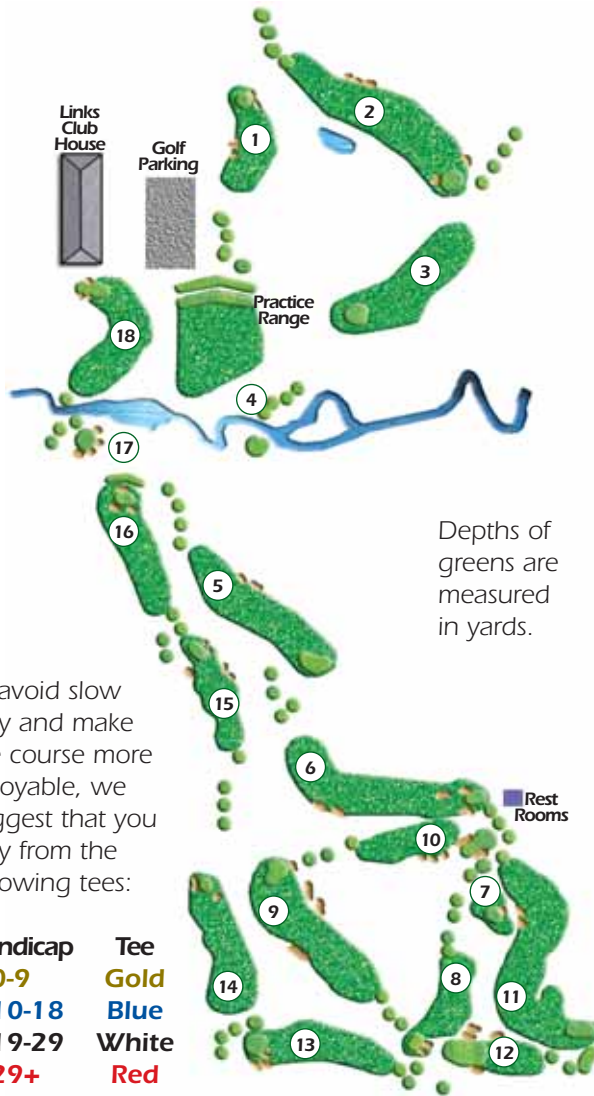 Links
Club
House
Golf
Parking
1
2
3
18
Practice
Range
4
17
16
5
Depths of
greens are
measured
in yards.
avoid slow
y and make
e course more
oyable, we
ggest that you
y from the
owing tees:
15
6
Rest
Rooms
10
7
9
8
11
14
12
13
ndicap Tee
0-9 Gold
10-18 Blue
19-29 White
29+ Red